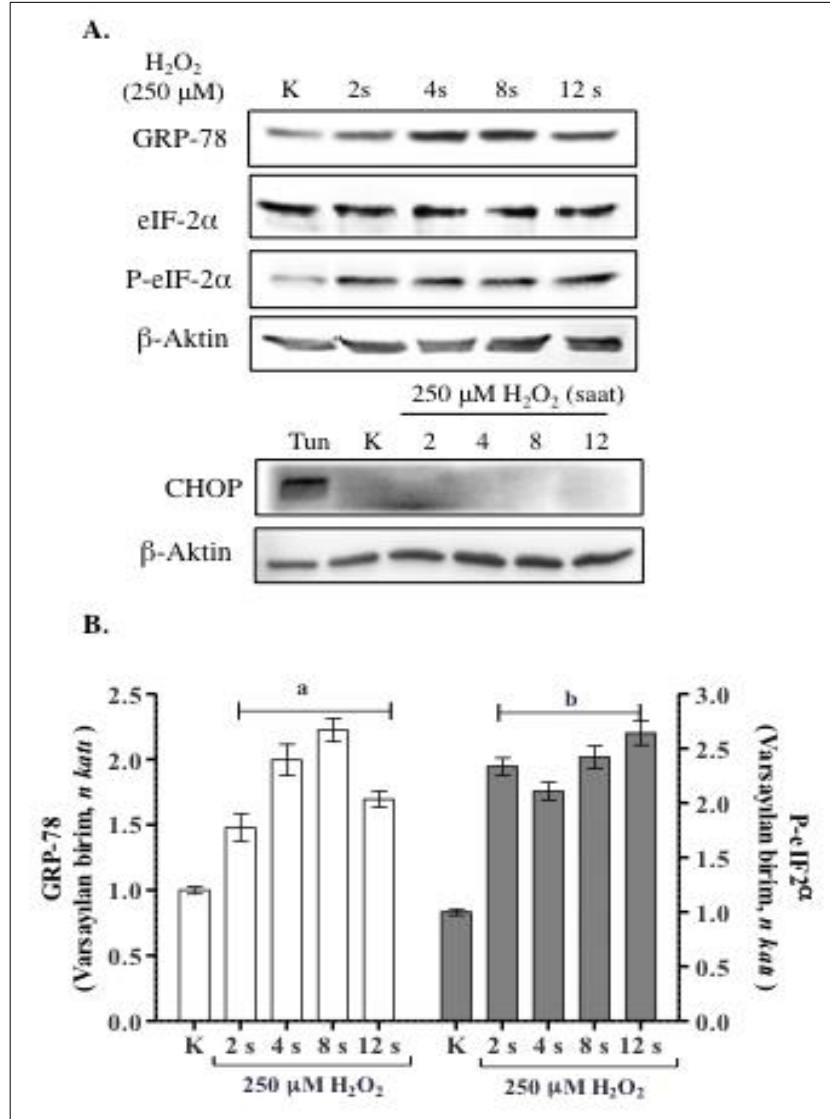 A.
H₂O₂
(250 µM)
K 2s 4s 8s 12 s
GRP-78
eIF-2α
P-eIF-2α
β-Aktin
250 µM H₂O₂ (saat)
Tun K 2 4 8 12
CHOP
β-Aktin
B.
GRP-78
(Varsayılan birim, n katı )
2.5
2.0
1.5
1.0
0.5
0.0
a
b
3.0
2.5
2.0
1.5
1.0
0.5
0.0
P-eIF2α
(Varsayılan birim, n katı )
K 2 s 4 s 8 s 12 s K 2 s 4 s 8 s 12 s
250 µM H₂O₂ 250 µM H₂O₂